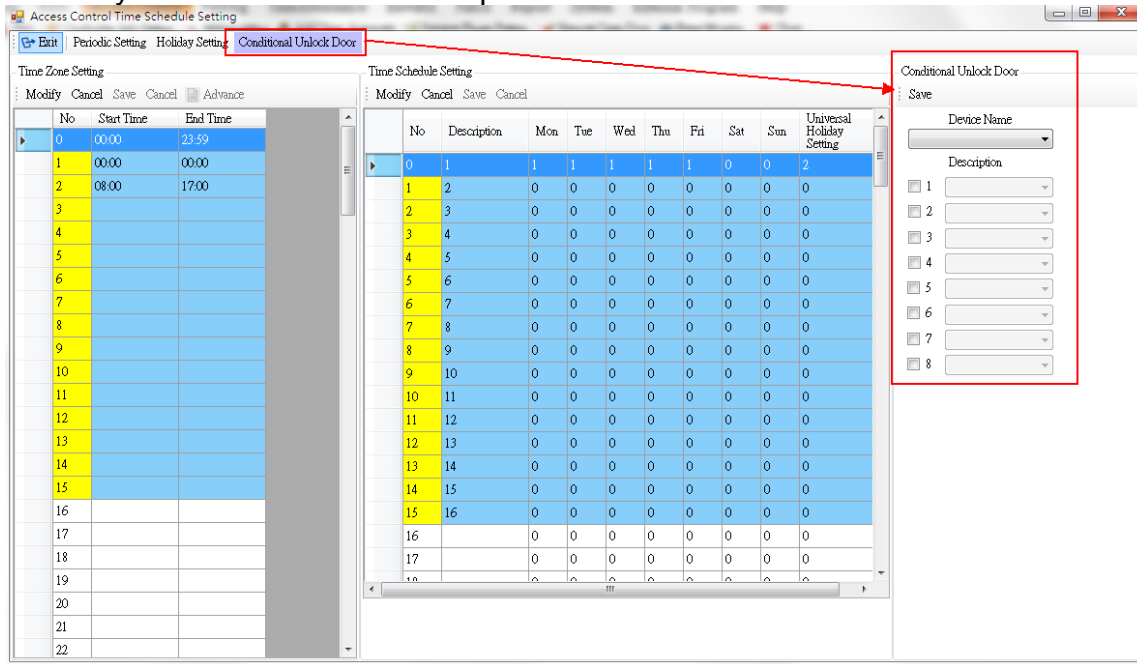 Access Control Time Schedule Setting
Exit Periodic Setting Holiday Setting Conditional Unlock Door
Time Zone Setting
Modify Cancel Save Cancel Advance
No Start Time End Time
0 00:00 23:59
1 00:00 00:00
2 08:00 17:00
3
4
5
6
7
8
9
10
11
12
13
14
15
16
17
18
19
20
21
22
Time Schedule Setting
Modify Cancel Save Cancel
No Description Mon Tue Wed Thu Fri Sat Sun Universal Holiday Setting
0 1 1 1 1 1 1 0 0 2
1 2 0 0 0 0 0 0 0 0
2 3 0 0 0 0 0 0 0 0
3 4 0 0 0 0 0 0 0 0
4 5 0 0 0 0 0 0 0 0
5 6 0 0 0 0 0 0 0 0
6 7 0 0 0 0 0 0 0 0
7 8 0 0 0 0 0 0 0 0
8 9 0 0 0 0 0 0 0 0
9 10 0 0 0 0 0 0 0 0
10 11 0 0 0 0 0 0 0 0
11 12 0 0 0 0 0 0 0 0
12 13 0 0 0 0 0 0 0 0
13 14 0 0 0 0 0 0 0 0
14 15 0 0 0 0 0 0 0 0
15 16 0 0 0 0 0 0 0 0
16 0 0 0 0 0 0 0 0
17 0 0 0 0 0 0 0 0
Conditional Unlock Door
Save
Device Name
Description
1
2
3
4
5
6
7
8